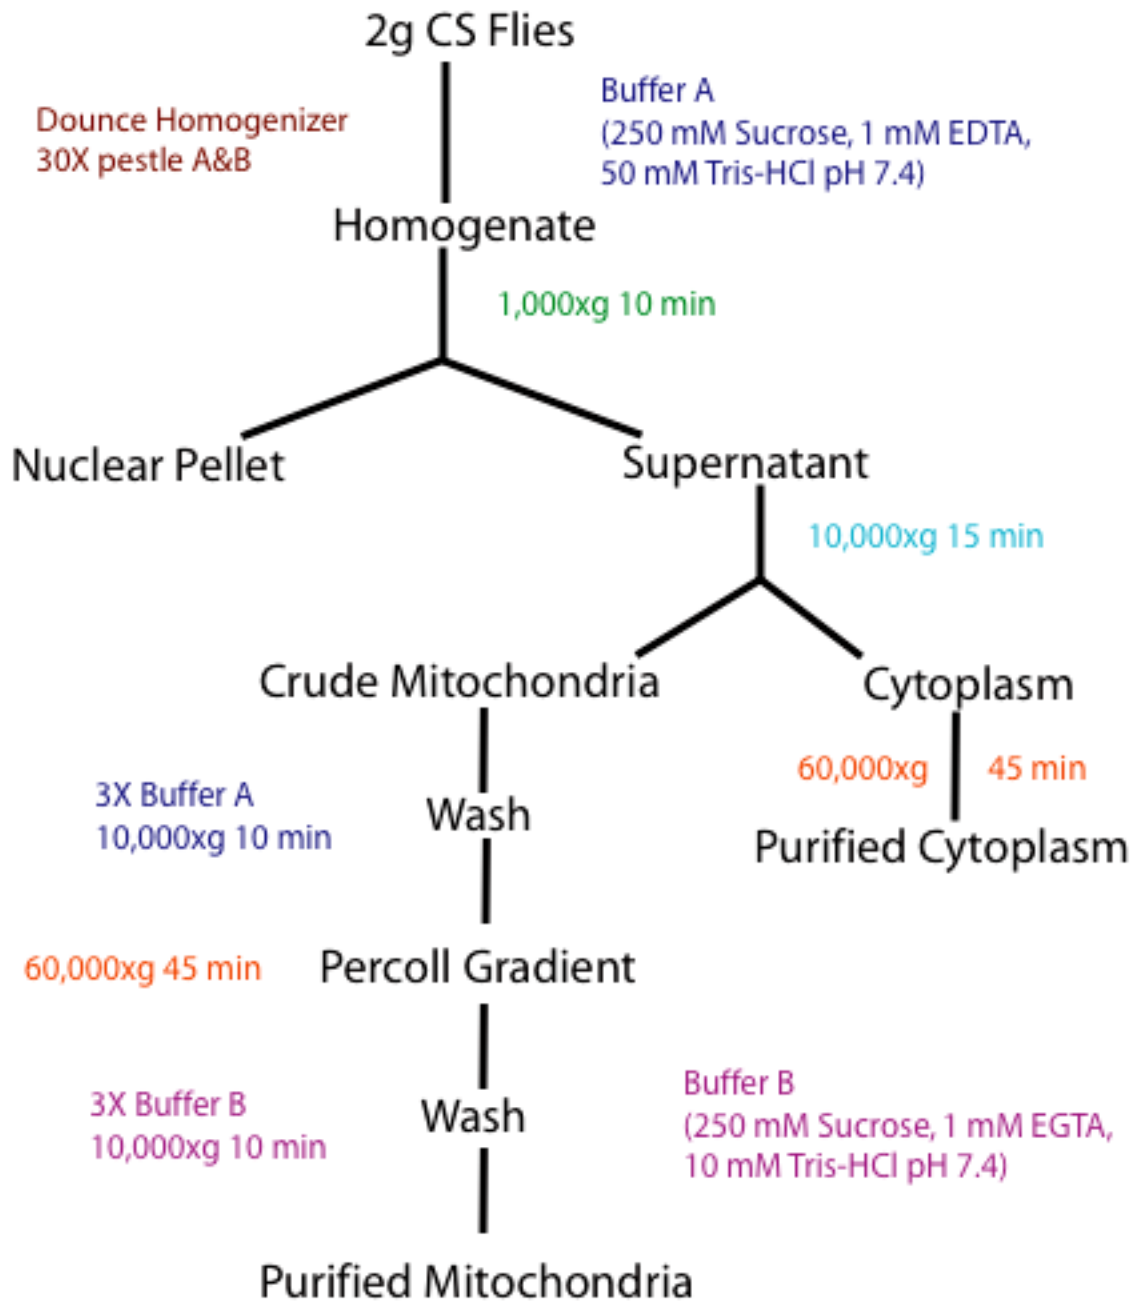 2g CS Flies
Dounce Homogenizer
30X pestle A&B
Buffer A
(250 mM Sucrose, 1 mM EDTA,
50 mM Tris-HCl pH 7.4)
Homogenate
1,000xg 10 min
Nuclear Pellet
Supernatant
10,000xg 15 min
Crude Mitochondria
Cytoplasm
60,000xg 45 min
Purified Cytoplasm
3X Buffer A
10,000xg 10 min
Wash
60,000xg 45 min
Percoll Gradient
3X Buffer B
10,000xg 10 min
Wash
Buffer B
(250 mM Sucrose, 1 mM EGTA,
10 mM Tris-HCl pH 7.4)
Purified Mitochondria